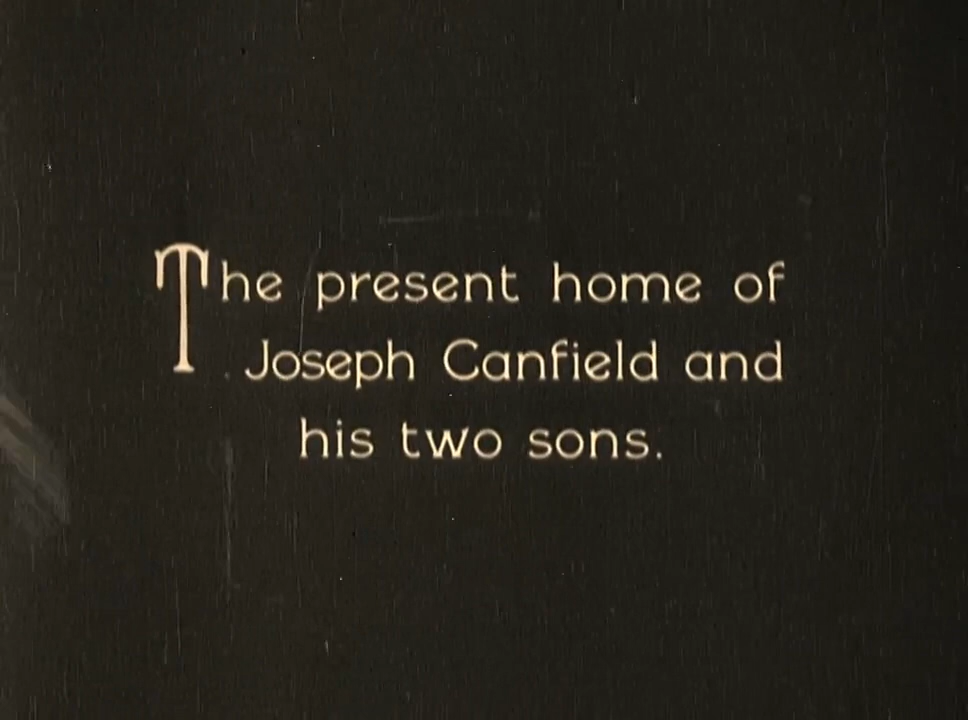 The present home of
Joseph Canfield and
his two sons.